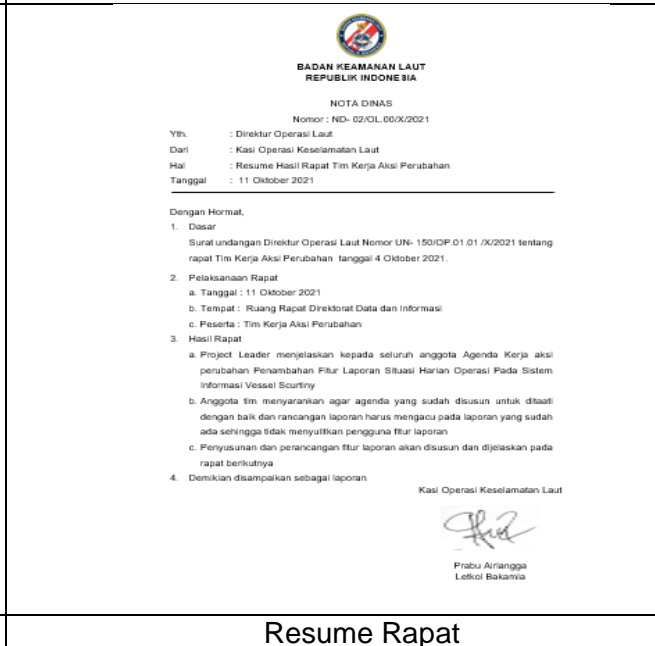 BADAN KEAMANAN LAUT
REPUBLIK INDONESIA
NOTA DINAS
Nomor : ND- 02/OL.00/X/2021
Yth. : Direktur Operasi Laut
Dari : Kasi Operasi Keselamatan Laut
Hal : Resume Hasil Rapat Tim Kerja Aksi Perubahan
Tanggal : 11 Oktober 2021
Dengan Hormat,
1. Dasar
Surat undangan Direktur Operasi Laut Nomor UN- 150/OP.01.01 /X/2021 tentang
rapat Tim Kerja Aksi Perubahan tanggal 4 Oktober 2021.
2. Pelaksanaan Rapat
a. Tanggal : 11 Oktober 2021
b. Tempat : Ruang Rapat Direktorat Data dan Informasi
c. Peserta : Tim Kerja Aksi Perubahan
3. Hasil Rapat
a. Project Leader menjelaskan kepada seluruh anggota Agenda Kerja aksi
perubahan Penambahan Fitur Laporan Situasi Harian Operasi Pada Sistem
Informasi Vessel Scurtiny
b. Anggota tim menyarankan agar agenda yang sudah disusun untuk ditaati
dengan baik dan rancangan laporan harus mengacu pada laporan yang sudah
ada sehingga tidak menyulitkan pengguna fitur laporan
c. Penyusunan dan perancangan fitur laporan akan disusun dan dijelaskan pada
rapat berikutnya
4. Demikian disampaikan sebagai laporan
Kasi Operasi Keselamatan Laut
Prabu Airlangga
Letkol Bakamla
Resume Rapat